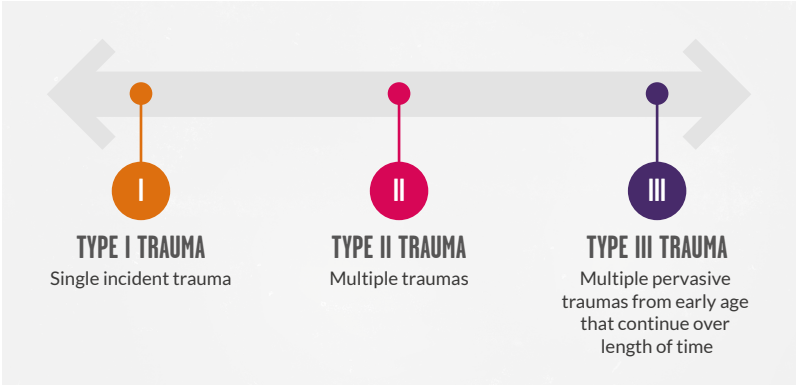 I
II
III
TYPE I TRAUMA
Single incident trauma
TYPE II TRAUMA
Multiple traumas
TYPE III TRAUMA
Multiple pervasive
traumas from early age
that continue over
length of time